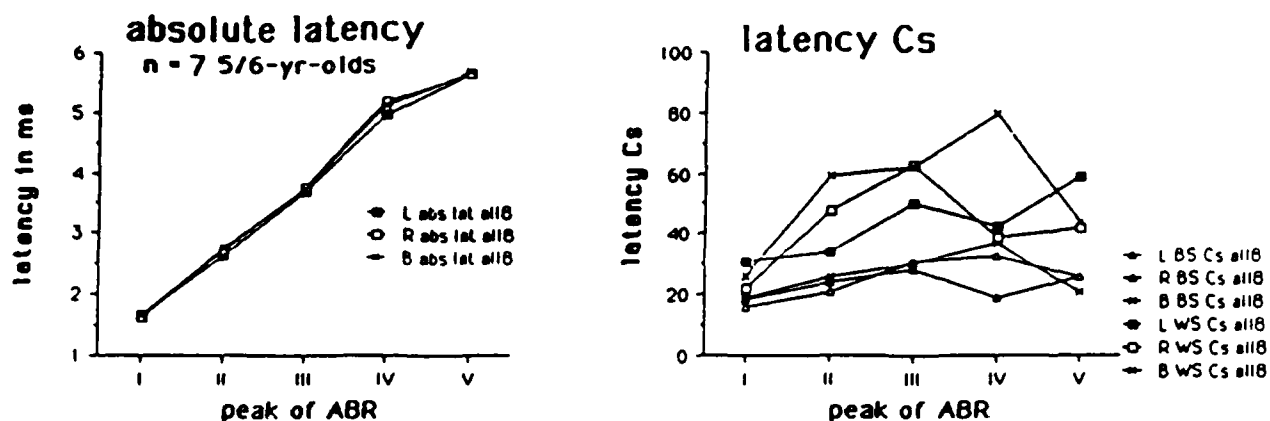 absolute latency
n = 7 5/6-yr-olds
6
5
4
3
2
1
latency in ms
L abs lat all8
R abs lat all8
B abs lat all8
I II III IV V
peak of ABR
latency Cs
100
80
60
40
20
0
latency Cs
L BS Cs all8
R BS Cs all8
B BS Cs all8
L WS Cs all8
R WS Cs all8
B WS Cs all8
I II III IV V
peak of ABR